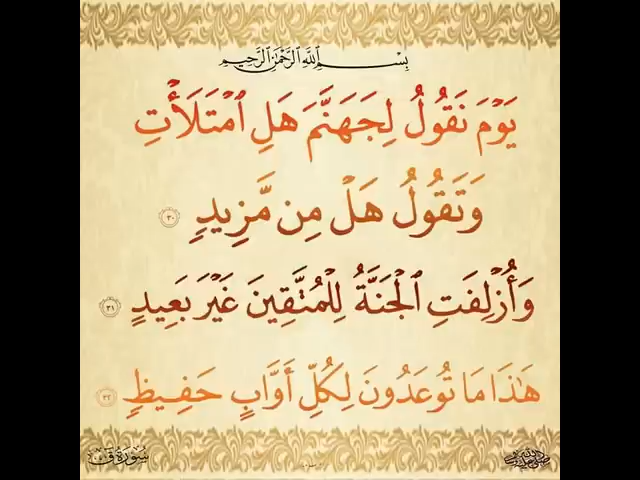 بِسْمِ ٱللَّهِ ٱلرَّحْمَٰنِ ٱلرَّحِيمِ
يَوْمَ نَقُولُ لِجَهَنَّمَ هَلِ ٱمْتَلَأْتِ
وَتَقُولُ هَلْ مِن مَّزِيدٍ ٣٠
وَأُزْلِفَتِ ٱلْجَنَّةُ لِلْمُتَّقِينَ غَيْرَ بَعِيدٍ ٣١
هَٰذَا مَا تُوعَدُونَ لِكُلِّ أَوَّابٍ حَفِيظٍ ٣٢
سُورَةُ ق